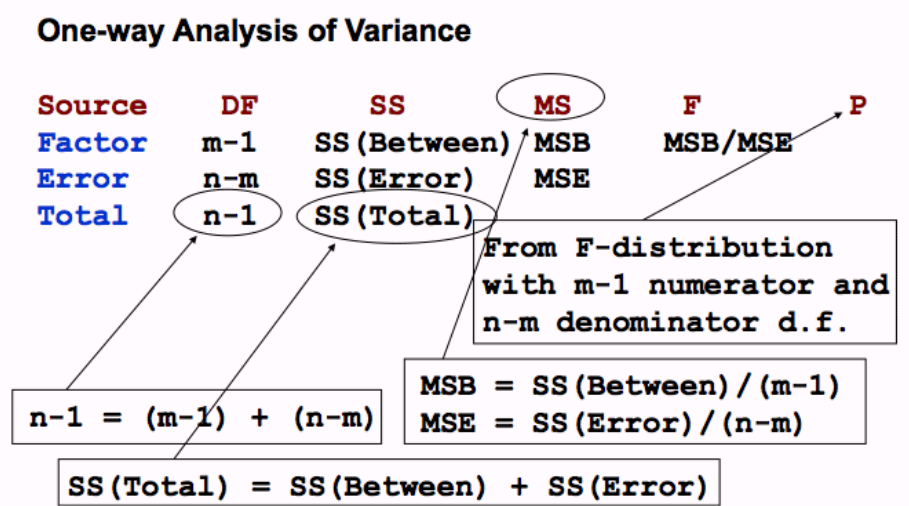 One-way Analysis of Variance
Source DF SS MS F P
Factor m-1 SS(Between) MSB MSB/MSE
Error n-m SS(Error) MSE
Total n-1 SS(Total)
From F-distribution
with m-1 numerator and
n-m denominator d.f.
MSB = SS(Between)/(m-1)
MSE = SS(Error)/(n-m)
n-1 = (m-1) + (n-m)
SS(Total) = SS(Between) + SS(Error)